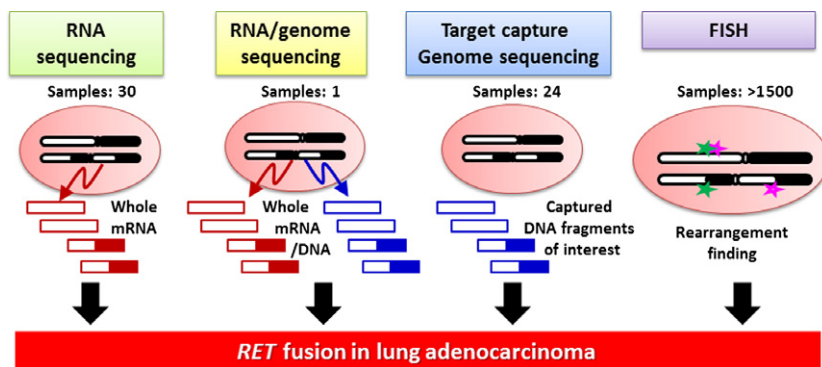 RNA
sequencing
RNA/genome
sequencing
Target capture
Genome sequencing
FISH
Samples: 30
Samples: 1
Samples: 24
Samples: >1500
Whole
mRNA
Whole
mRNA
/DNA
Captured
DNA fragments
of interest
Rearrangement
finding
RET fusion in lung adenocarcinoma